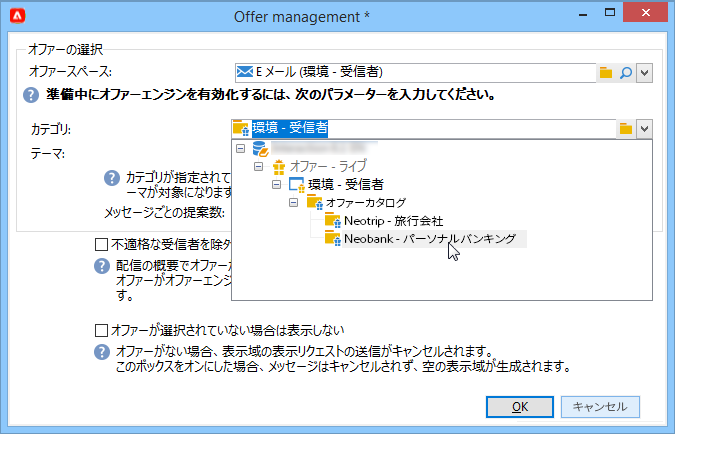 Offer management *
オファーの選択
オファースペース:
E メール (環境 - 受信者)
準備中にオファーエンジンを有効化するには、次のパラメーターを入力してください。
カテゴリ:
環境 - 受信者
テーマ:
オファー - ライブ
カテゴリが指定されて
環境 - 受信者
ーマが対象になります
オファーカタログ
メッセージごとの提案数:
Neotrip - 旅行会社
Neobank - パーソナルバンキング
不適格な受信者を除外
配信の概要でオファー
オファーがオファーエンジ
す。
オファーが選択されていない場合は表示しない
オファーがない場合、表示域の表示リクエストの送信がキャンセルされます。
このボックスをオンにした場合、メッセージはキャンセルされず、空の表示域が生成されます。
OK
キャンセル